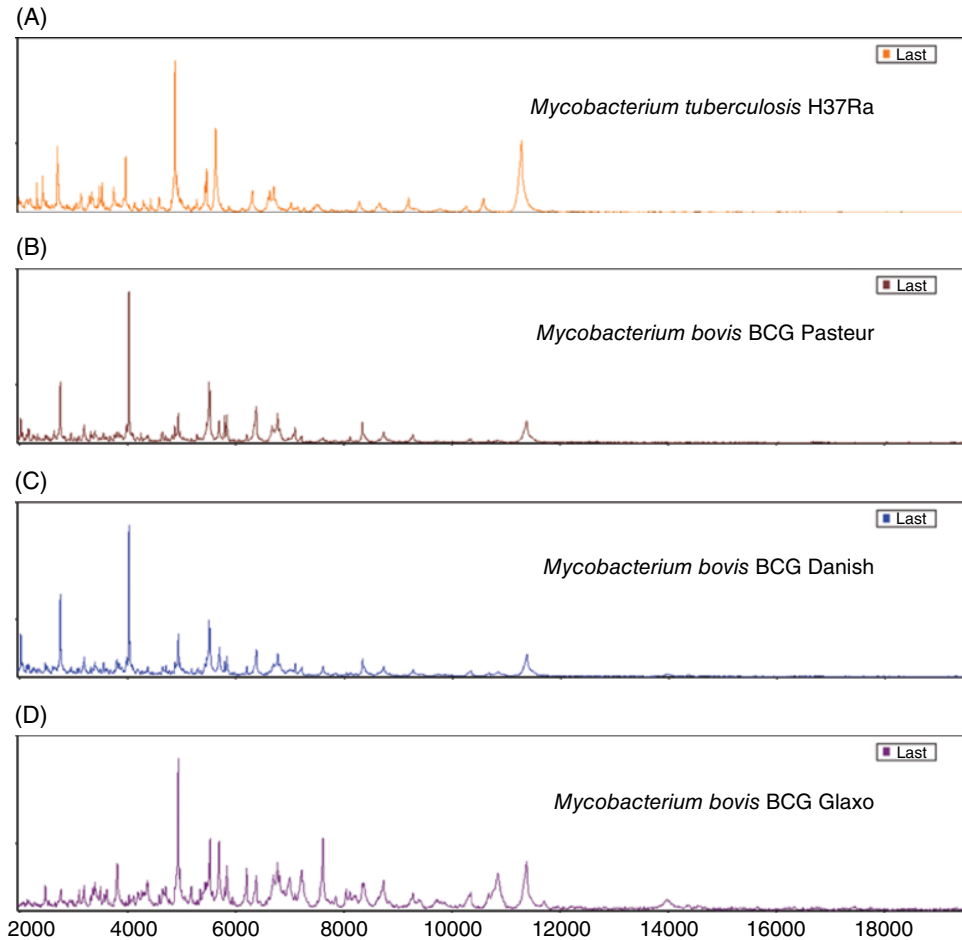 (A)
Last
Mycobacterium tuberculosis H37Ra
(B)
Last
Mycobacterium bovis BCG Pasteur
(C)
Last
Mycobacterium bovis BCG Danish
(D)
Last
Mycobacterium bovis BCG Glaxo
2000 4000 6000 8000 10000 12000 14000 16000 18000